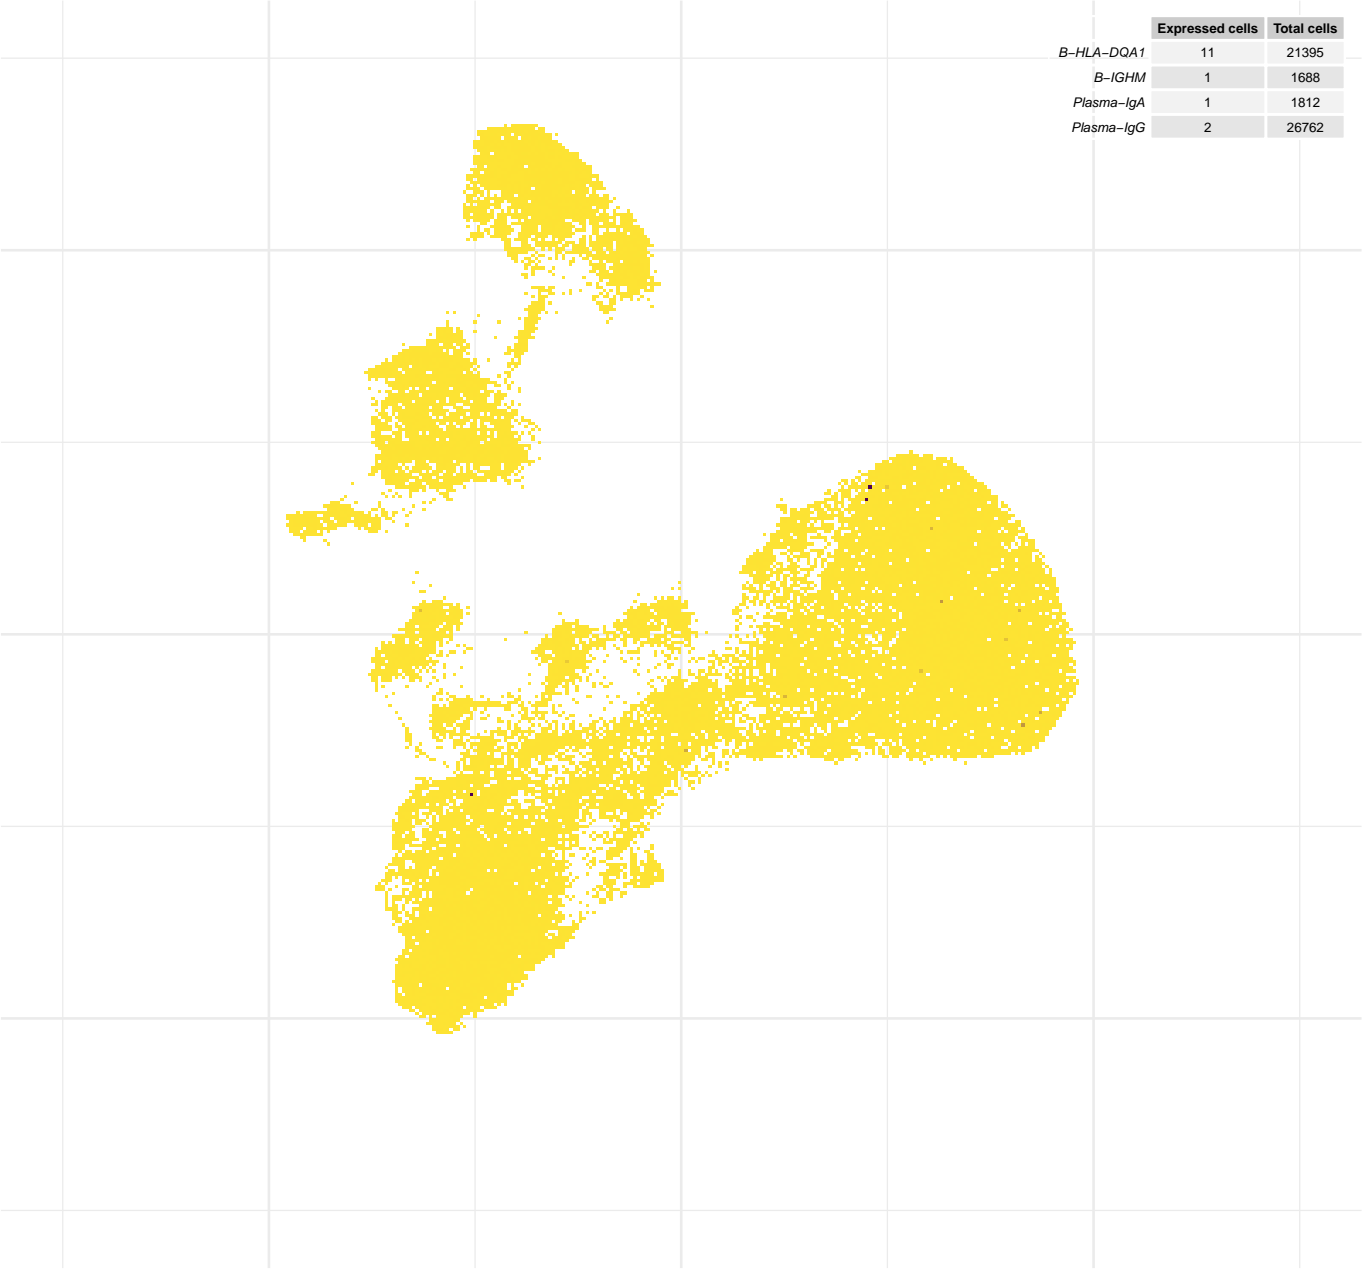 Expressed cells Total cells
B−HLA−DQA1 11 21395
B−IGHM 1 1688
Plasma−IgA 1 1812
Plasma−IgG 2 26762